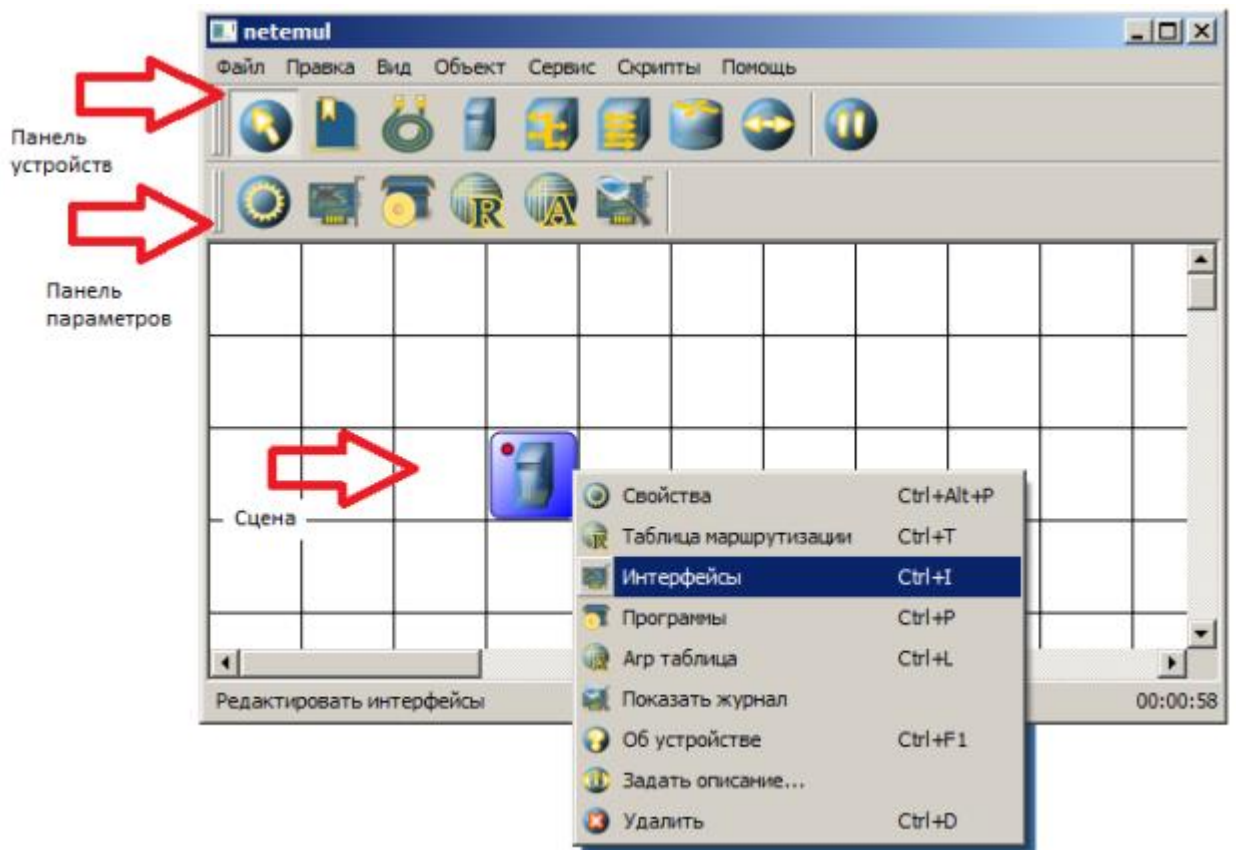 netemul
Файл Правка Вид Объект Сервис Скрипты Помощь
Панель
устройств
Панель
параметров
Сцена
Свойства Ctrl+Alt+P
Таблица маршрутизации Ctrl+T
Интерфейсы Ctrl+I
Программы Ctrl+P
Arp таблица Ctrl+L
Показать журнал
Об устройстве Ctrl+F1
Задать описание...
Удалить Ctrl+D
Редактировать интерфейсы 00:00:58